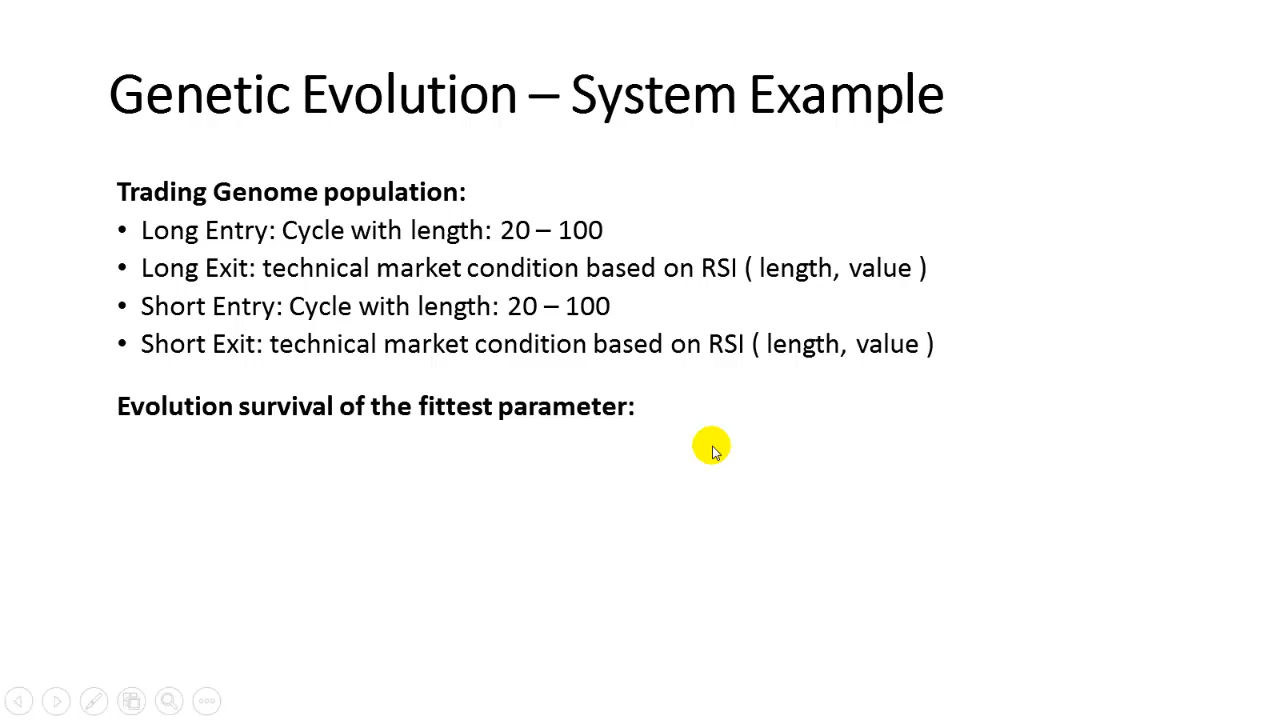 Genetic Evolution – System Example
Trading Genome population:
• Long Entry: Cycle with length: 20 – 100
• Long Exit: technical market condition based on RSI ( length, value )
• Short Entry: Cycle with length: 20 – 100
• Short Exit: technical market condition based on RSI ( length, value )
Evolution survival of the fittest parameter: